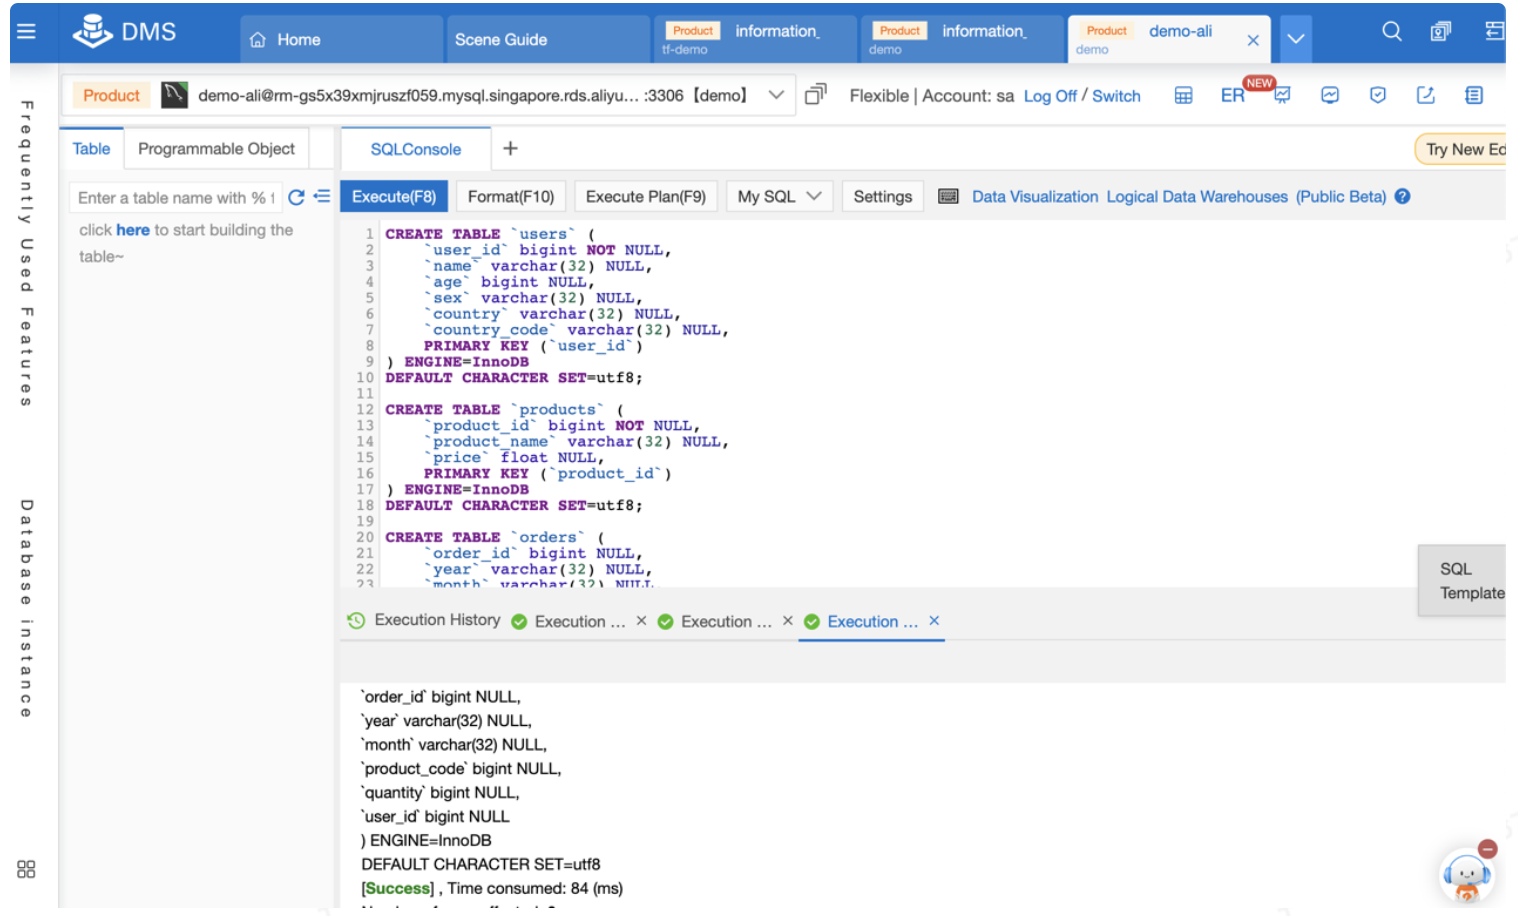 DMS
Home
Scene Guide
Product information_
tf-demo
Product information_
demo
Product demo-ali
demo
Product demo-ali@rm-gs5x39xmjruszf059.mysql.singapore.rds.aliyu... :3306【demo】 Flexible | Account: sa Log Off / Switch ER NEW
Frequently Used Features
Database instance
Table Programmable Object
Enter a table name with % t
click here to start building the
table~
SQLConsole +
Try New Ed
Execute(F8) Format(F10) Execute Plan(F9) My SQL Settings Data Visualization Logical Data Warehouses (Public Beta) ?
1 CREATE TABLE `users` (
2 `user_id` bigint NOT NULL,
3 `name` varchar(32) NULL,
4 `age` bigint NULL,
5 `sex` varchar(32) NULL,
6 `country` varchar(32) NULL,
7 `country_code` varchar(32) NULL,
8 PRIMARY KEY (`user_id`)
9 ) ENGINE=InnoDB
10 DEFAULT CHARACTER SET=utf8;
11
12 CREATE TABLE `products` (
13 `product_id` bigint NOT NULL,
14 `product_name` varchar(32) NULL,
15 `price` float NULL,
16 PRIMARY KEY (`product_id`)
17 ) ENGINE=InnoDB
18 DEFAULT CHARACTER SET=utf8;
19
20 CREATE TABLE `orders` (
21 `order_id` bigint NULL,
22 `year` varchar(32) NULL,
23 `month` varchar(32) NULL,
SQL
Template
Execution History Execution ... × Execution ... × Execution ... ×
`order_id` bigint NULL,
`year` varchar(32) NULL,
`month` varchar(32) NULL,
`product_code` bigint NULL,
`quantity` bigint NULL,
`user_id` bigint NULL
) ENGINE=InnoDB
DEFAULT CHARACTER SET=utf8
[Success] , Time consumed: 84 (ms)